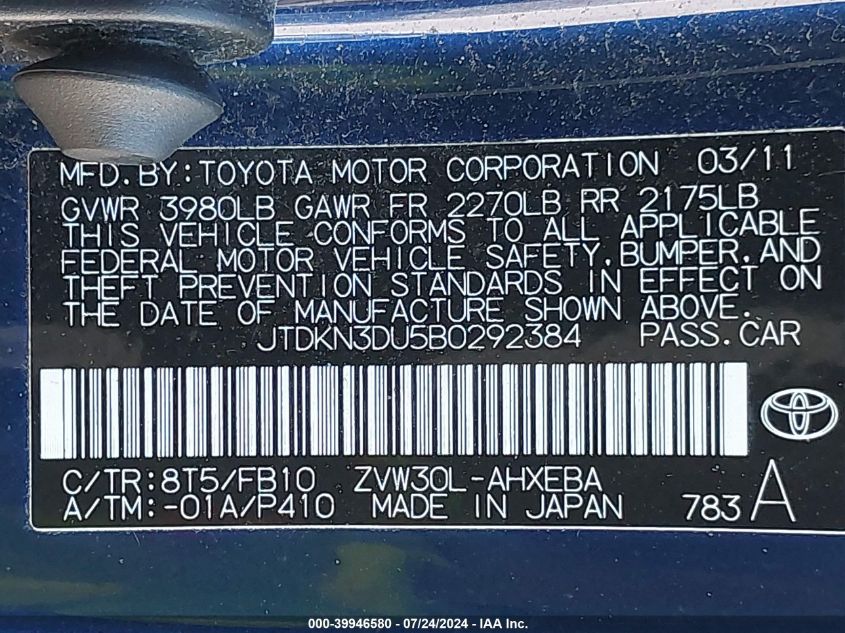 MFD.BY:TOYOTA MOTOR CORPORATION 03/11
GVWR 3980LB GAWR FR 2270LB RR 2175LB
THIS VEHICLE CONFORMS TO ALL APPLICABLE
FEDERAL MOTOR VEHICLE SAFETY,BUMPER,AND
THEFT PREVENTION STANDARDS IN EFFECT ON
THE DATE OF MANUFACTURE SHOWN ABOVE.
JTDKN3DU5B0292384 PASS.CAR
C/TR:8T5/FB10 ZVW30L-AHXEBA
A/TM:-01A/P410 MADE IN JAPAN 783 A
000-39946580 - 07/24/2024 - IAA Inc.